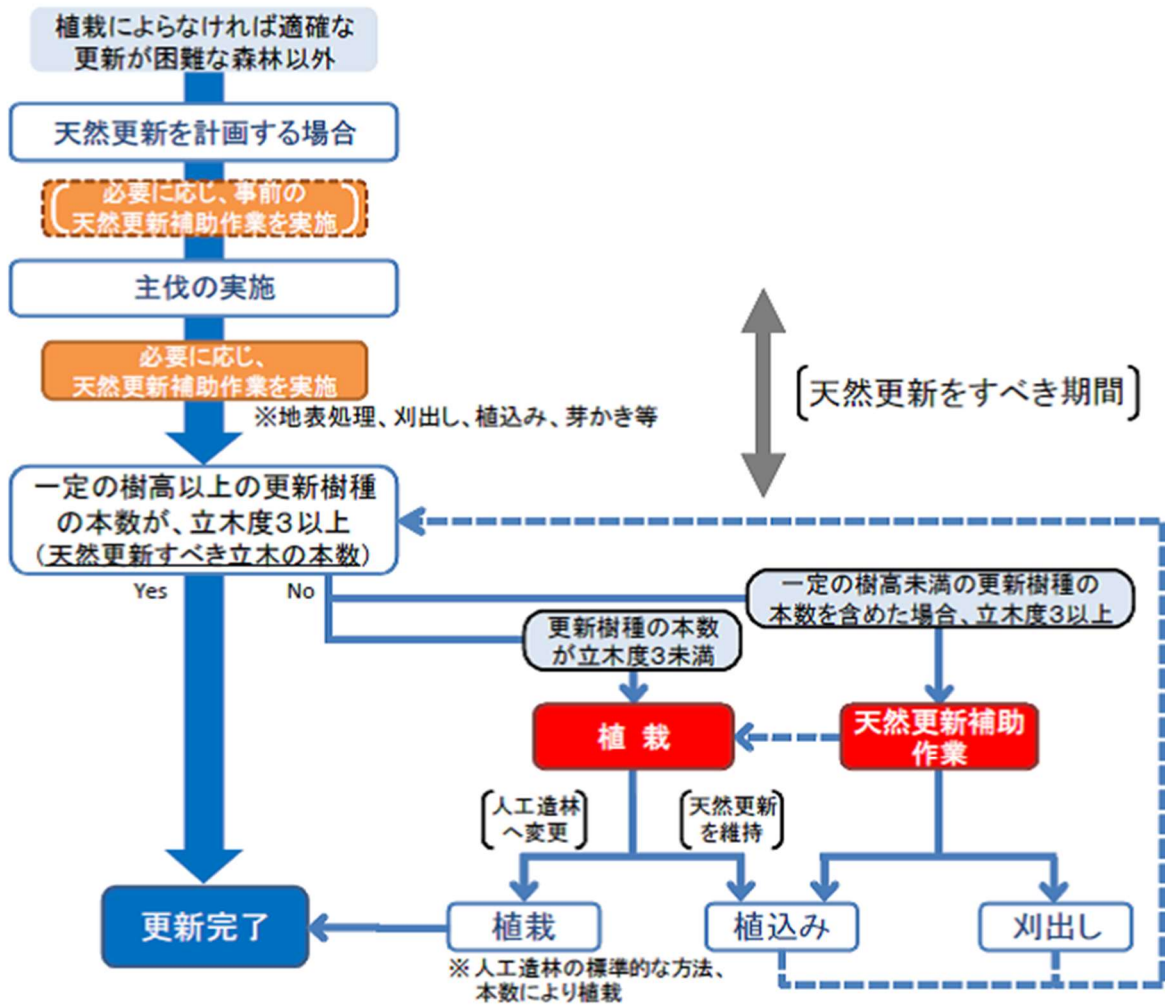 植栽によらなければ適確な
更新が困難な森林以外
天然更新を計画する場合
必要に応じ、事前の
天然更新補助作業を実施
主伐の実施
必要に応じ、
天然更新補助作業を実施
※地表処理、刈出し、植込み、芽かき等
天然更新をすべき期間
一定の樹高以上の更新樹種
の本数が、立木度3以上
(天然更新すべき立木の本数)
Yes
No
一定の樹高未満の更新樹種の
本数を含めた場合、立木度3以上
更新樹種の本数
が立木度3未満
植 栽
天然更新補助
作業
人工造林
へ変更
天然更新
を維持
更新完了
植栽
植込み
刈出し
※人工造林の標準的な方法、
本数により植栽